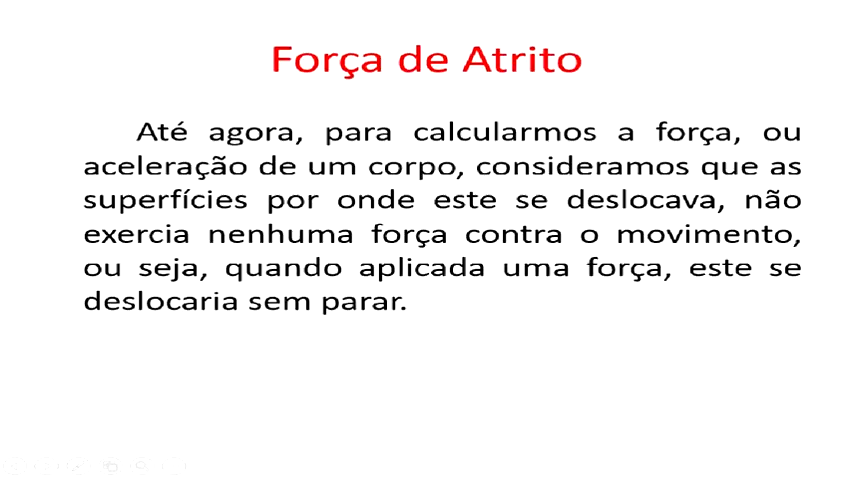 Força de Atrito
Até agora, para calcularmos a força, ou
aceleração de um corpo, consideramos que as
superfícies por onde este se deslocava, não
exercia nenhuma força contra o movimento,
ou seja, quando aplicada uma força, este se
deslocaria sem parar.